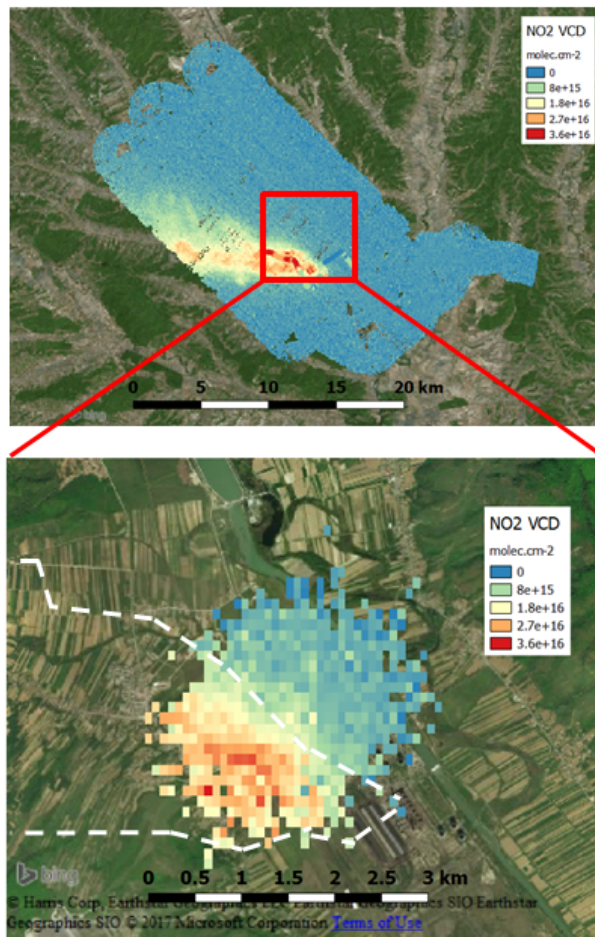 NO2 VCD
molec.cm-2
0
8e+15
1.8e+16
2.7e+16
3.6e+16
0 5 10 15 20 km
bing
NO2 VCD
molec.cm-2
0
8e+15
1.8e+16
2.7e+16
3.6e+16
bing
0 0.5 1 1.5 2 2.5 3 km
© Harris Corp, Earthstar Geographics LLC Earthstar Geographics SIO Earthstar
Geographics SIO © 2017 Microsoft Corporation Terms of Use